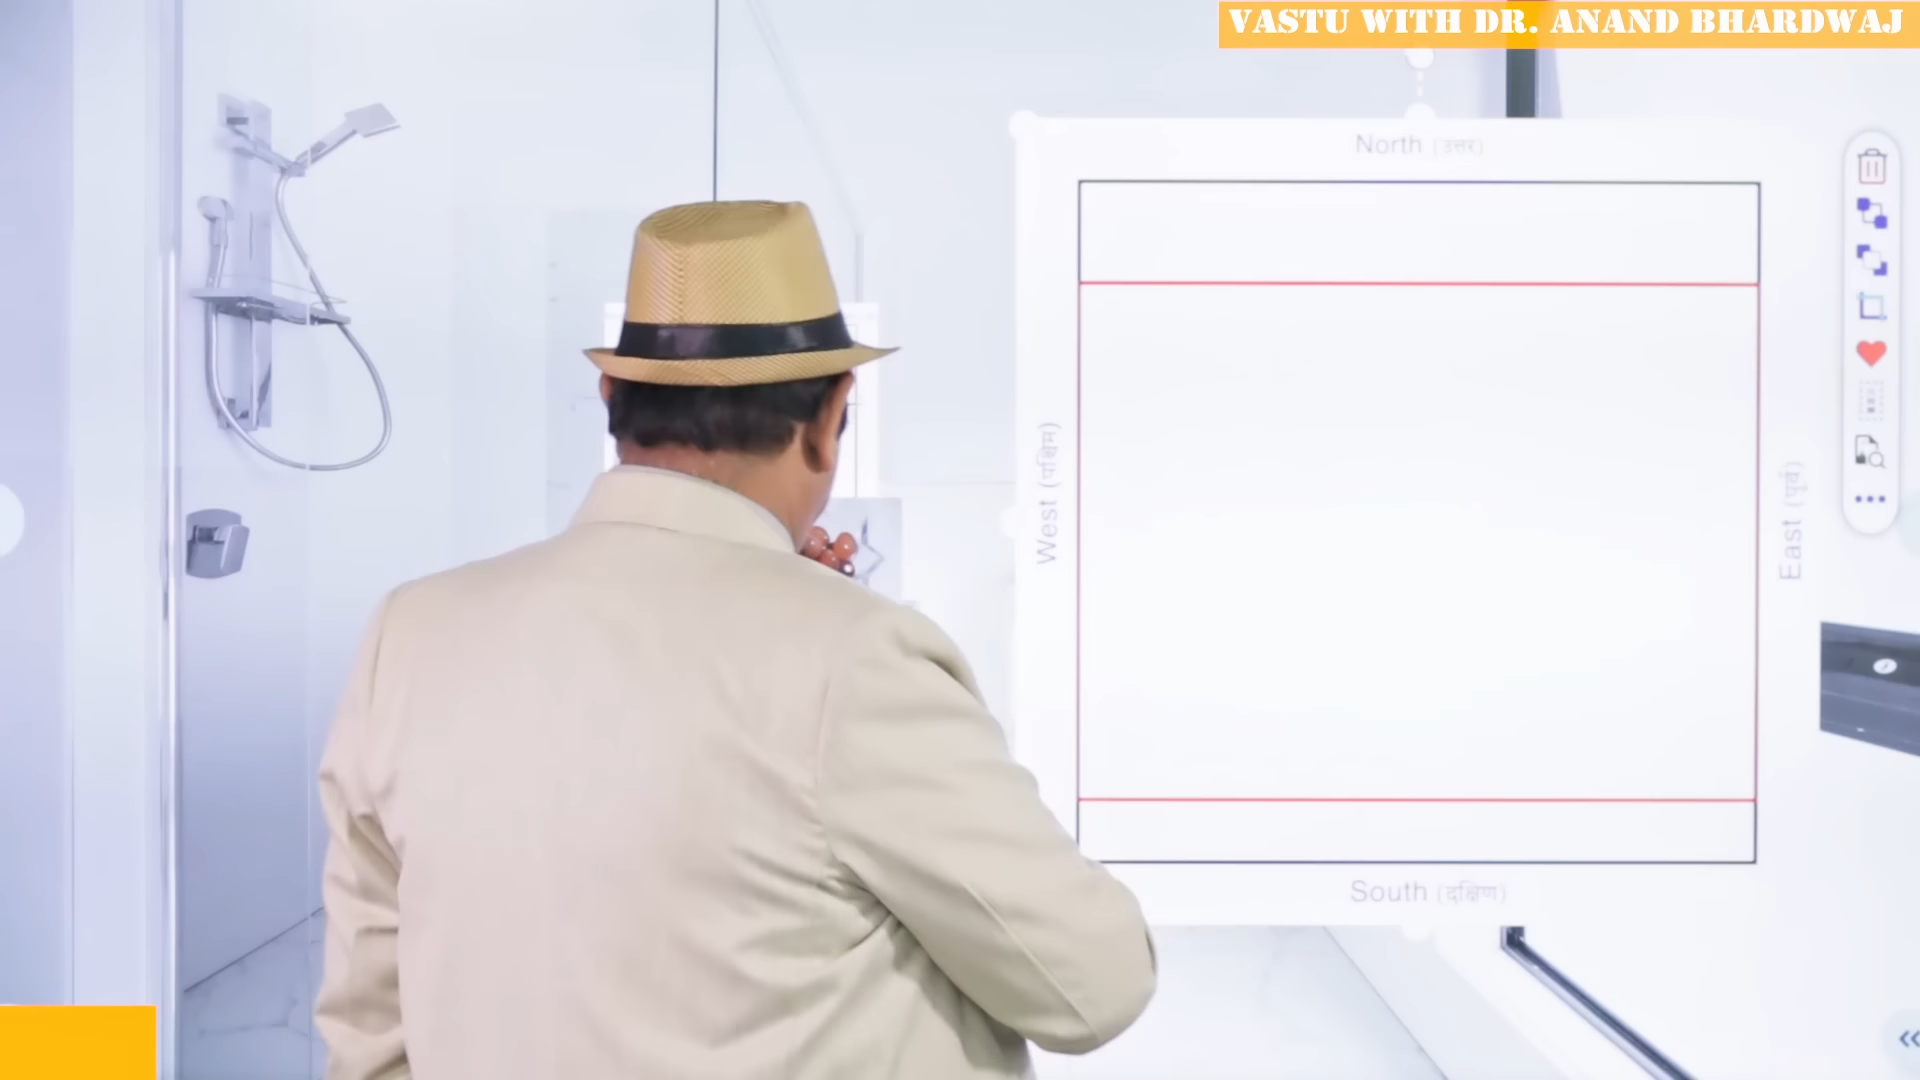 VASTU WITH DR. ANAND BHARDWAJ
North (उत्तर)
West (पश्चिम)
East (पूर्व)
South (दक्षिण)